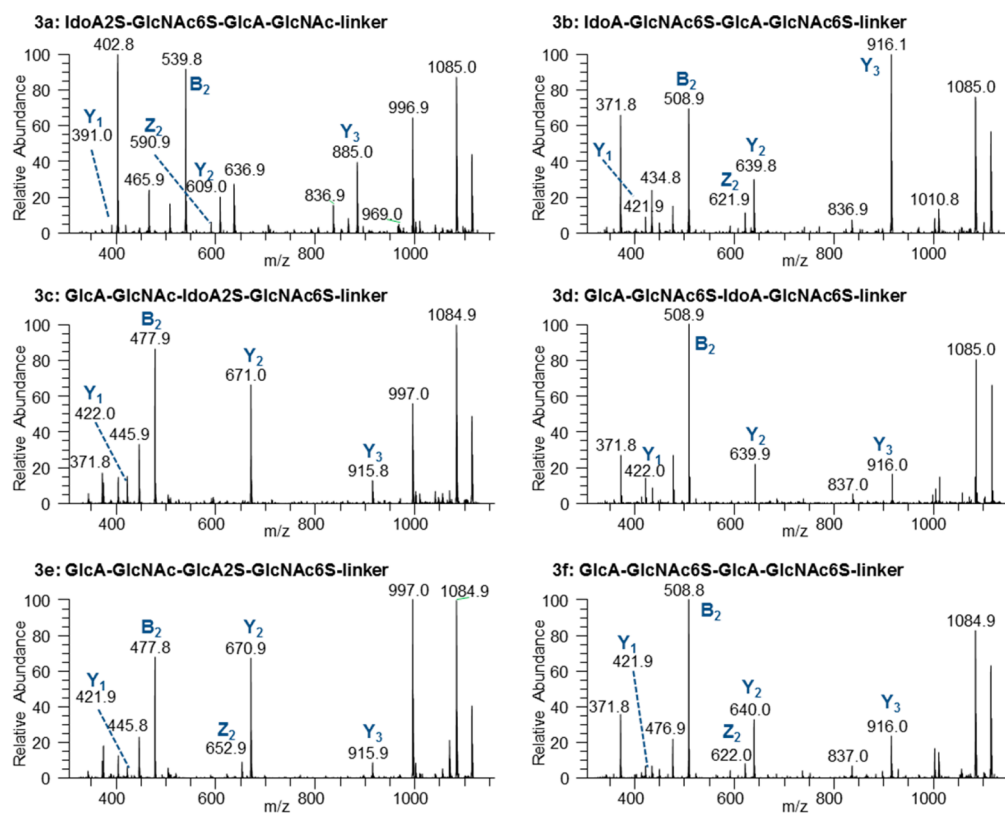 3a: IdoA2S-GlcNAc6S-GlcA-GlcNAc-linker
402.8
539.8
1085.0
B2
996.9
Y1
391.0
Z2
590.9
Y3
885.0
Y2
609.0
636.9
465.9
836.9
969.0
100
80
60
40
20
0
Relative Abundance
400
600
800
1000
m/z
3b: IdoA-GlcNAc6S-GlcA-GlcNAc6S-linker
916.1
Y3
B2
508.9
1085.0
371.8
Y1
Y2
639.8
Z2
621.9
434.8
421.9
836.9
1010.8
100
80
60
40
20
0
Relative Abundance
400
600
800
1000
m/z
3c: GlcA-GlcNAc-IdoA2S-GlcNAc6S-linker
B2
477.9
1084.9
Y2
671.0
997.0
Y1
422.0
445.9
371.8
Y3
915.8
100
80
60
40
20
0
Relative Abundance
400
600
800
1000
m/z
3d: GlcA-GlcNAc6S-IdoA-GlcNAc6S-linker
508.9
B2
1085.0
371.8
Y1
422.0
Y2
639.9
Y3
916.0
837.0
100
80
60
40
20
0
Relative Abundance
400
600
800
1000
m/z
3e: GlcA-GlcNAc-GlcA2S-GlcNAc6S-linker
997.0
1084.9
B2
477.8
Y2
670.9
Y1
421.9
445.8
Z2
652.9
Y3
915.9
100
80
60
40
20
0
Relative Abundance
400
600
800
1000
m/z
3f: GlcA-GlcNAc6S-GlcA-GlcNAc6S-linker
508.8
B2
1084.9
Y1
421.9
371.8
476.9
Y2
640.0
Z2
622.0
Y3
916.0
837.0
100
80
60
40
20
0
Relative Abundance
400
600
800
1000
m/z